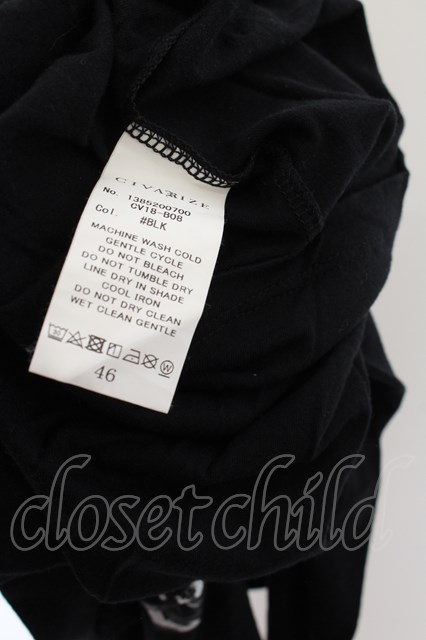 CIVARIZE
No. 1385200700
CV18-B08
Col. #BLK
MACHINE WASH COLD
GENTLE CYCLE
DO NOT BLEACH
DO NOT TUMBLE DRY
LINE DRY IN SHADE
COOL IRON
DO NOT DRY CLEAN
WET CLEAN GENTLE
W
46
closetchild